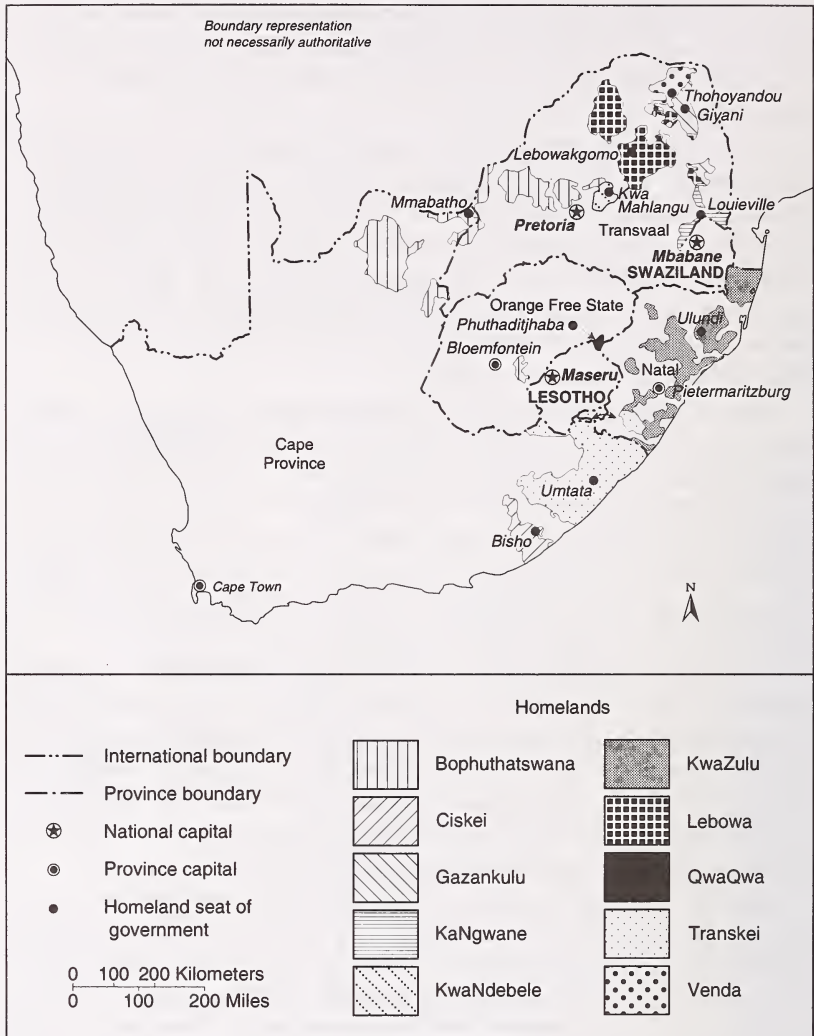 Boundary representation
not necessarily authoritative
Thohoyandou
Giyani
Lebowakgomo
Kwa
Mahlangu
Mmabatho
Louieville
Pretoria
Transvaal
Mbabane
SWAZILAND
Orange Free State
Phuthaditjhaba
Ulundi
Bloemfontein
Maseru
Natal
LESOTHO
Pietermaritzburg
Cape
Province
Umtata
Bisho
Cape Town
N
Homelands
International boundary
Province boundary
National capital
Province capital
Homeland seat of
government
0 100 200 Kilometers
0 100 200 Miles
Bophuthatswana
Ciskei
Gazankulu
KaNgwane
KwaNdebele
KwaZulu
Lebowa
QwaQwa
Transkei
Venda